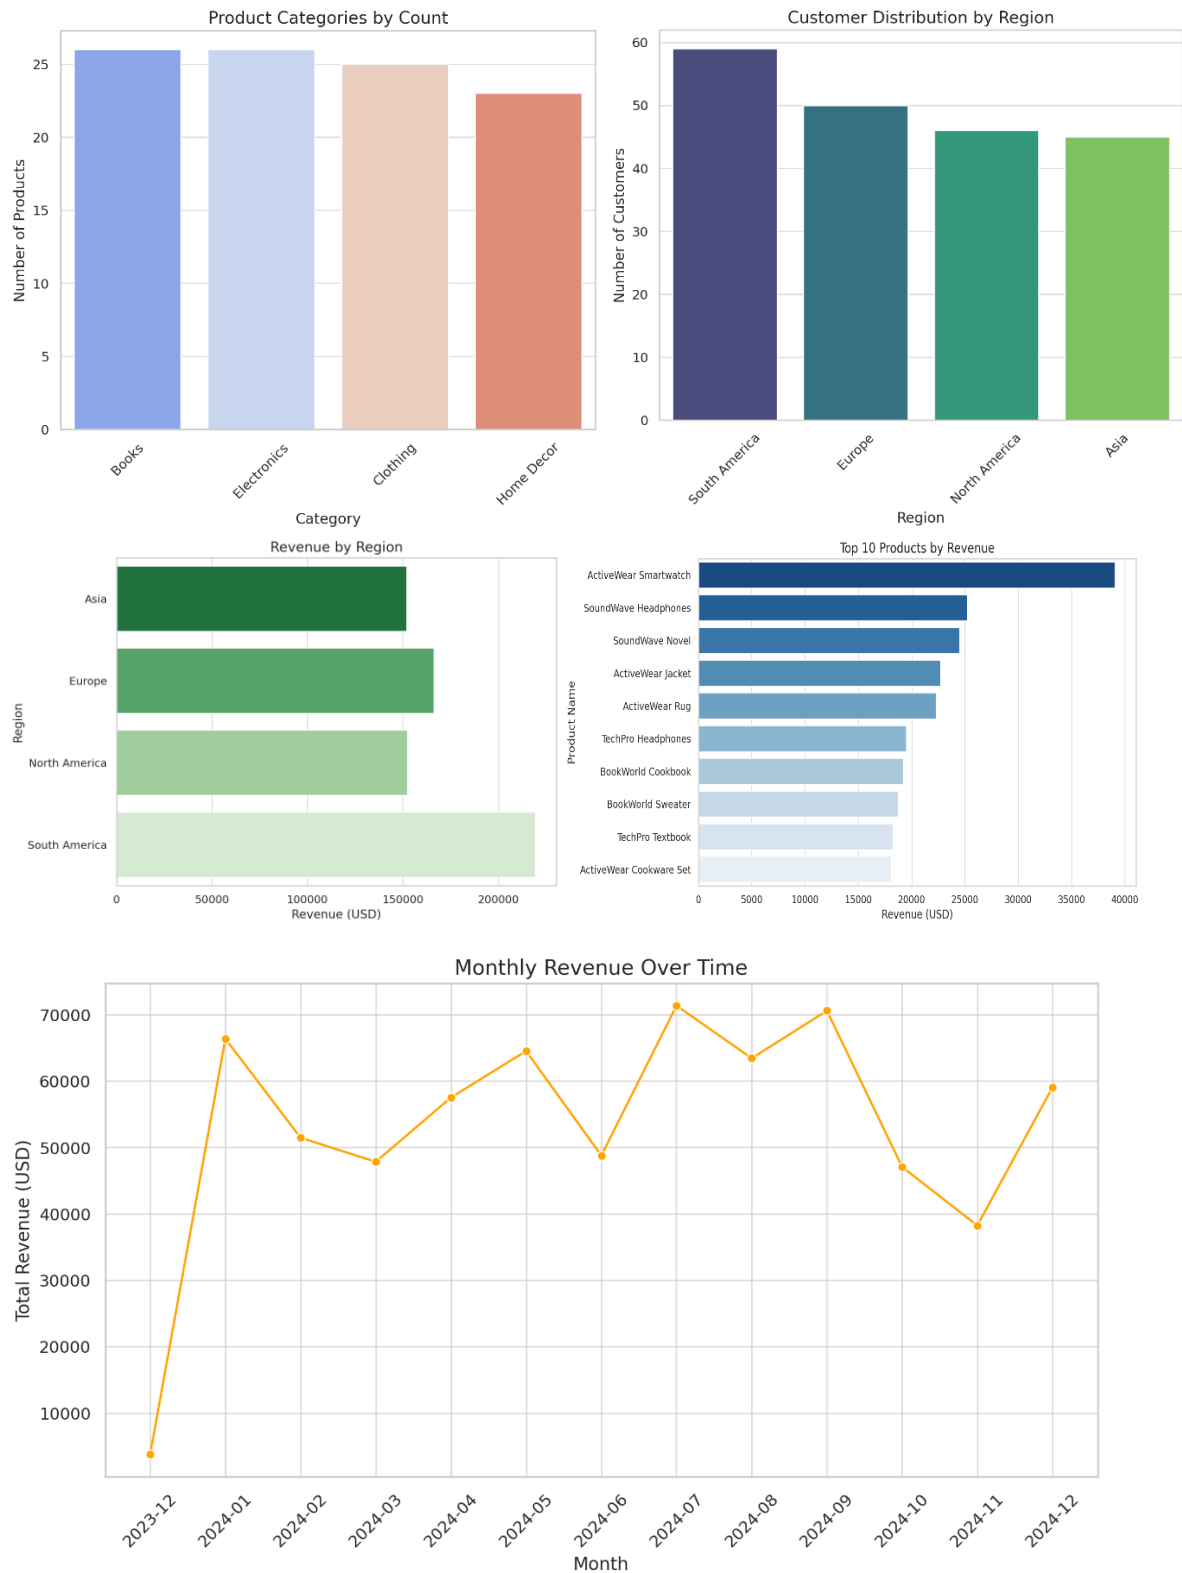 Product Categories by Count
Number of Products
25
20
15
10
5
0
Books
Electronics
Clothing
Home Decor
Category
Customer Distribution by Region
Number of Customers
60
50
40
30
20
10
0
South America
Europe
North America
Asia
Region
Revenue by Region
Region
Asia
Europe
North America
South America
0
50000
100000
150000
200000
Revenue (USD)
Top 10 Products by Revenue
Product Name
ActiveWear Smartwatch
SoundWave Headphones
SoundWave Novel
ActiveWear Jacket
ActiveWear Rug
TechPro Headphones
BookWorld Cookbook
BookWorld Sweater
TechPro Textbook
ActiveWear Cookware Set
0
5000
10000
15000
20000
25000
30000
35000
40000
Revenue (USD)
Monthly Revenue Over Time
Total Revenue (USD)
70000
60000
50000
40000
30000
20000
10000
2023-12
2024-01
2024-02
2024-03
2024-04
2024-05
2024-06
2024-07
2024-08
2024-09
2024-10
2024-11
2024-12
Month